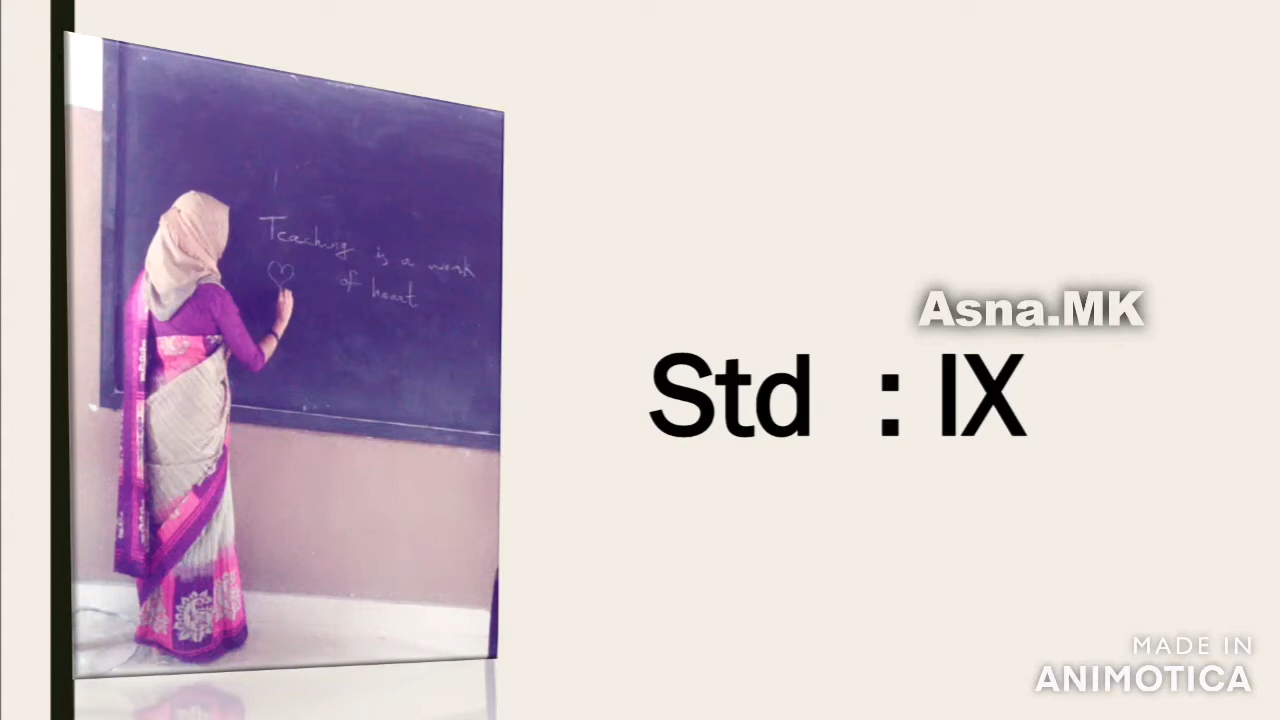 Teaching is a work
of heart
Asna.MK
Std : IX
MADE IN
ANIMOTICA